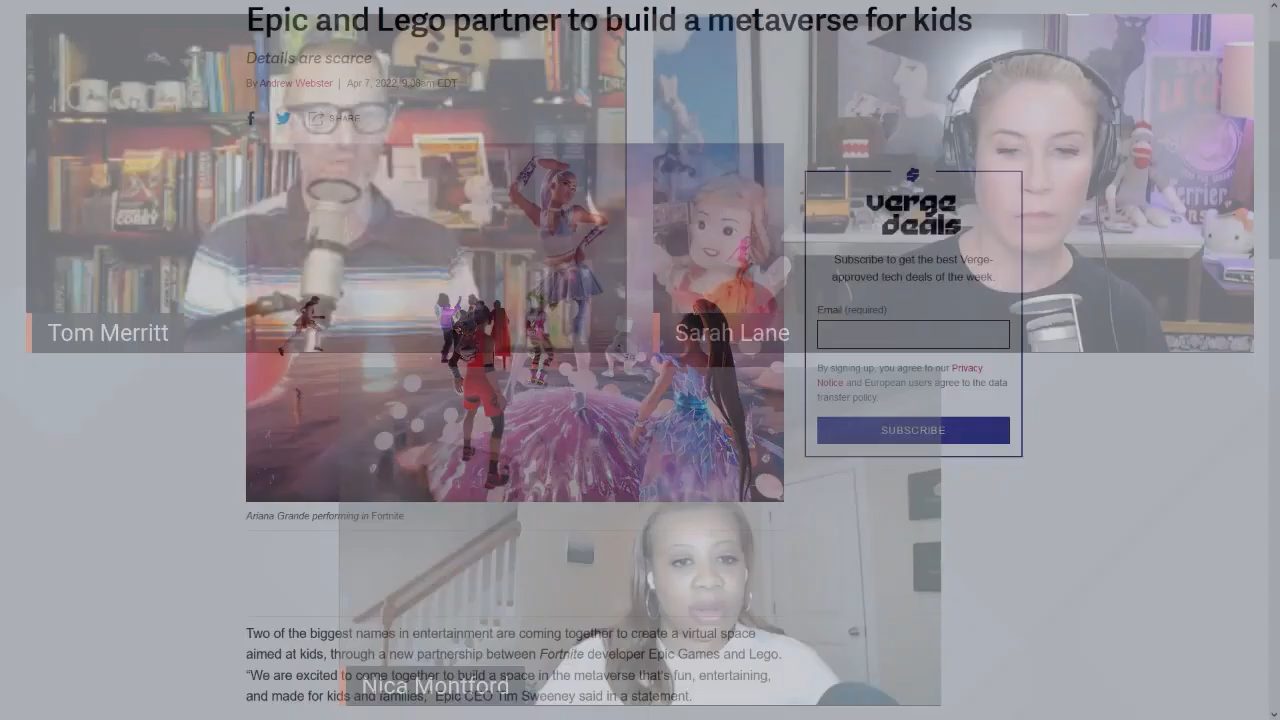 Epic and Lego partner to build a metaverse for kids
Details are scarce
By Andrew Webster | Apr 7, 2022, 9:08am CDT
SHARE
verge
deals
Subscribe to get the best Verge-
approved tech deals of the week.
Email (required)
By signing up, you agree to our Privacy
Notice and European users agree to the data
transfer policy.
SUBSCRIBE
Tom Merritt
Sarah Lane
Ariana Grande performing in Fortnite
Two of the biggest names in entertainment are coming together to create a virtual space
aimed at kids, through a new partnership between Fortnite developer Epic Games and Lego.
“We are excited to come together to build a space in the metaverse that’s fun, entertaining,
and made for kids and families,” Epic CEO Tim Sweeney said in a statement.
Nica Montford